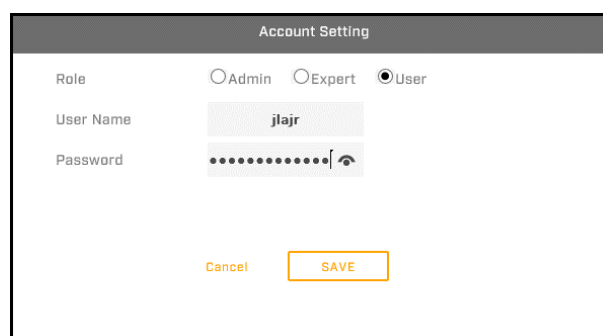 Account Setting
Role Admin Expert User
User Name jlajr
Password ●●●●●●●●●●●●●
Cancel SAVE